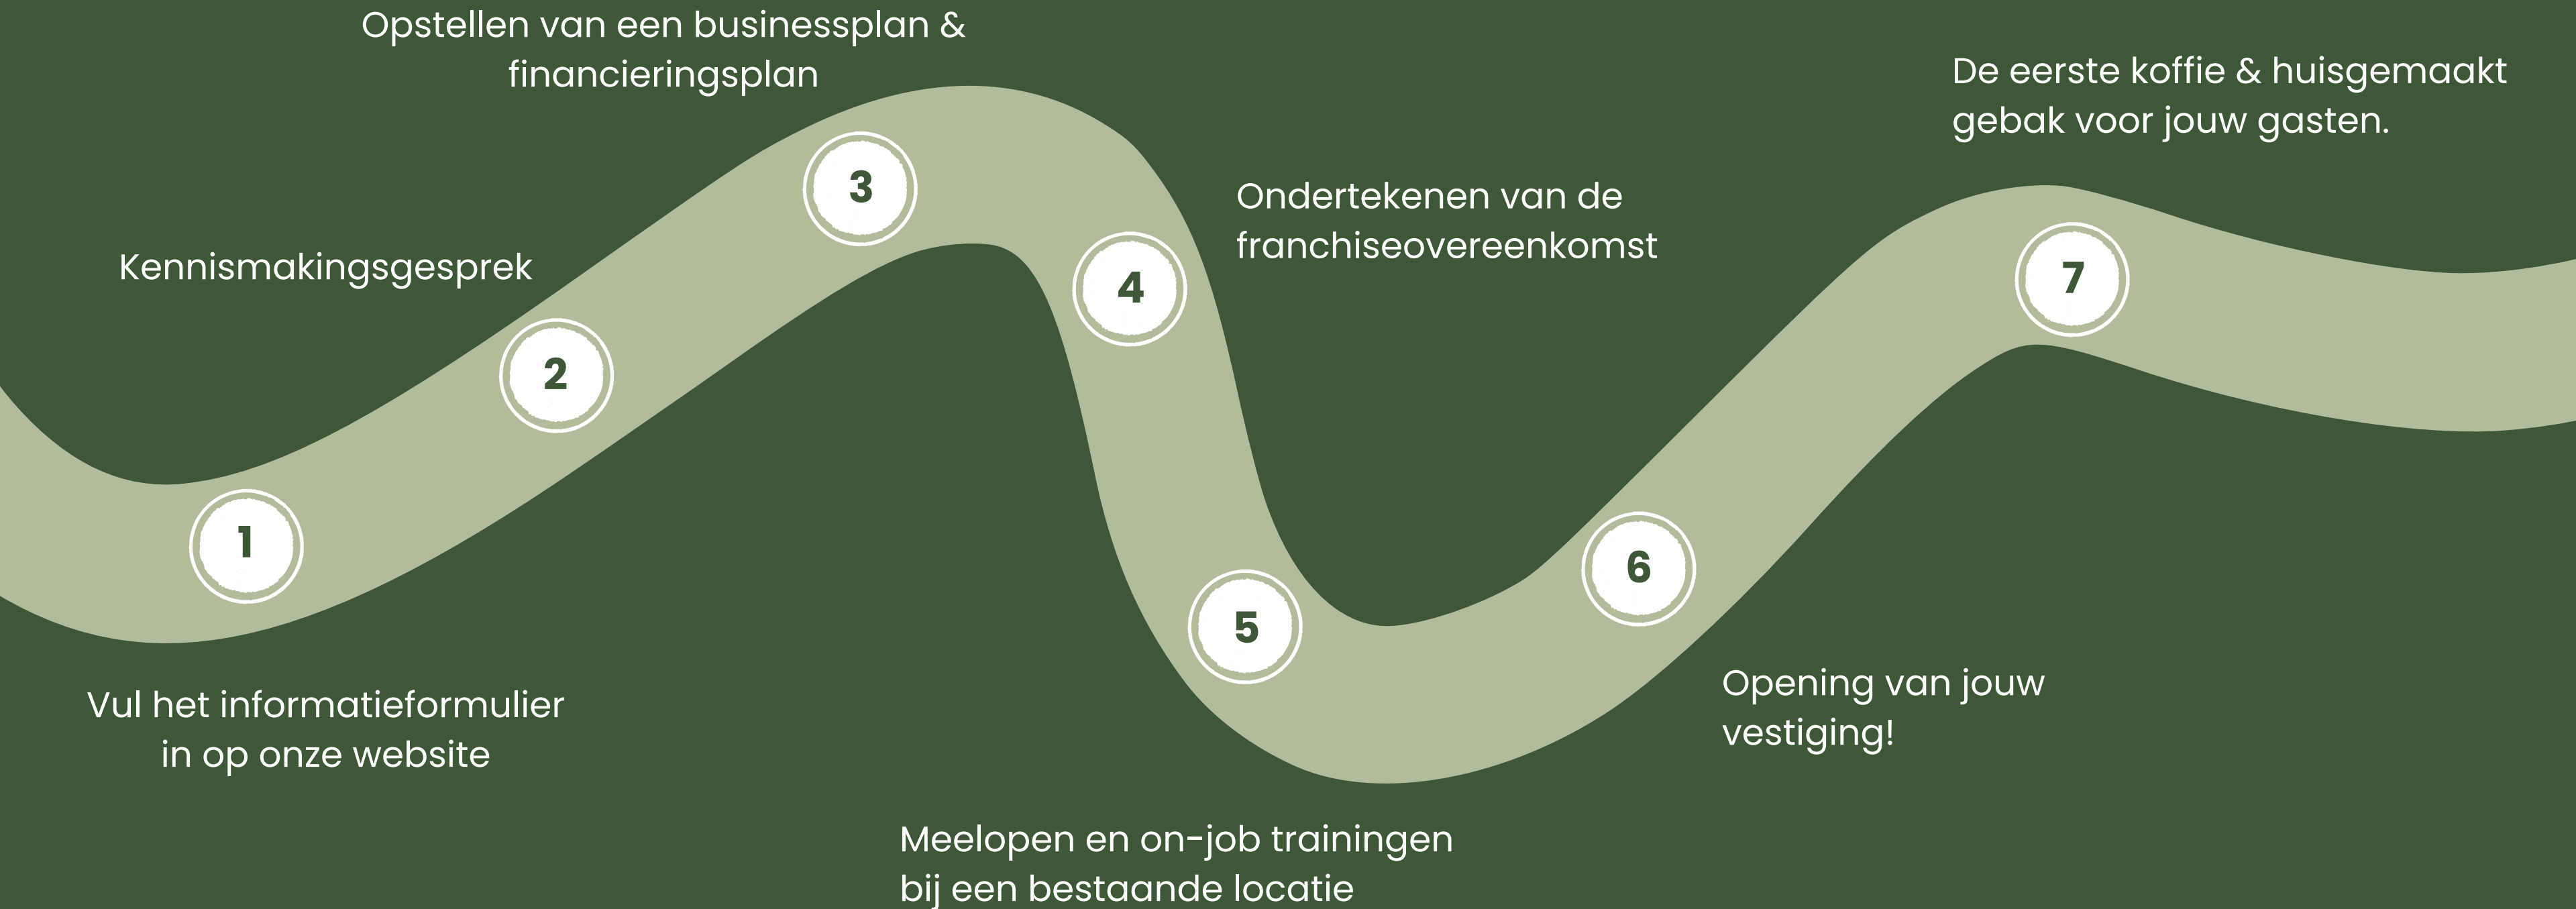 1
Vul het informatieformulier
in op onze website
2
Kennismakingsgesprek
3
Opstellen van een businessplan &
financieringsplan
4
Ondertekenen van de
franchiseovereenkomst
5
Meelopen en on-job trainingen
bij een bestaande locatie
6
Opening van jouw
vestiging!
7
De eerste koffie & huisgemaakt
gebak voor jouw gasten.